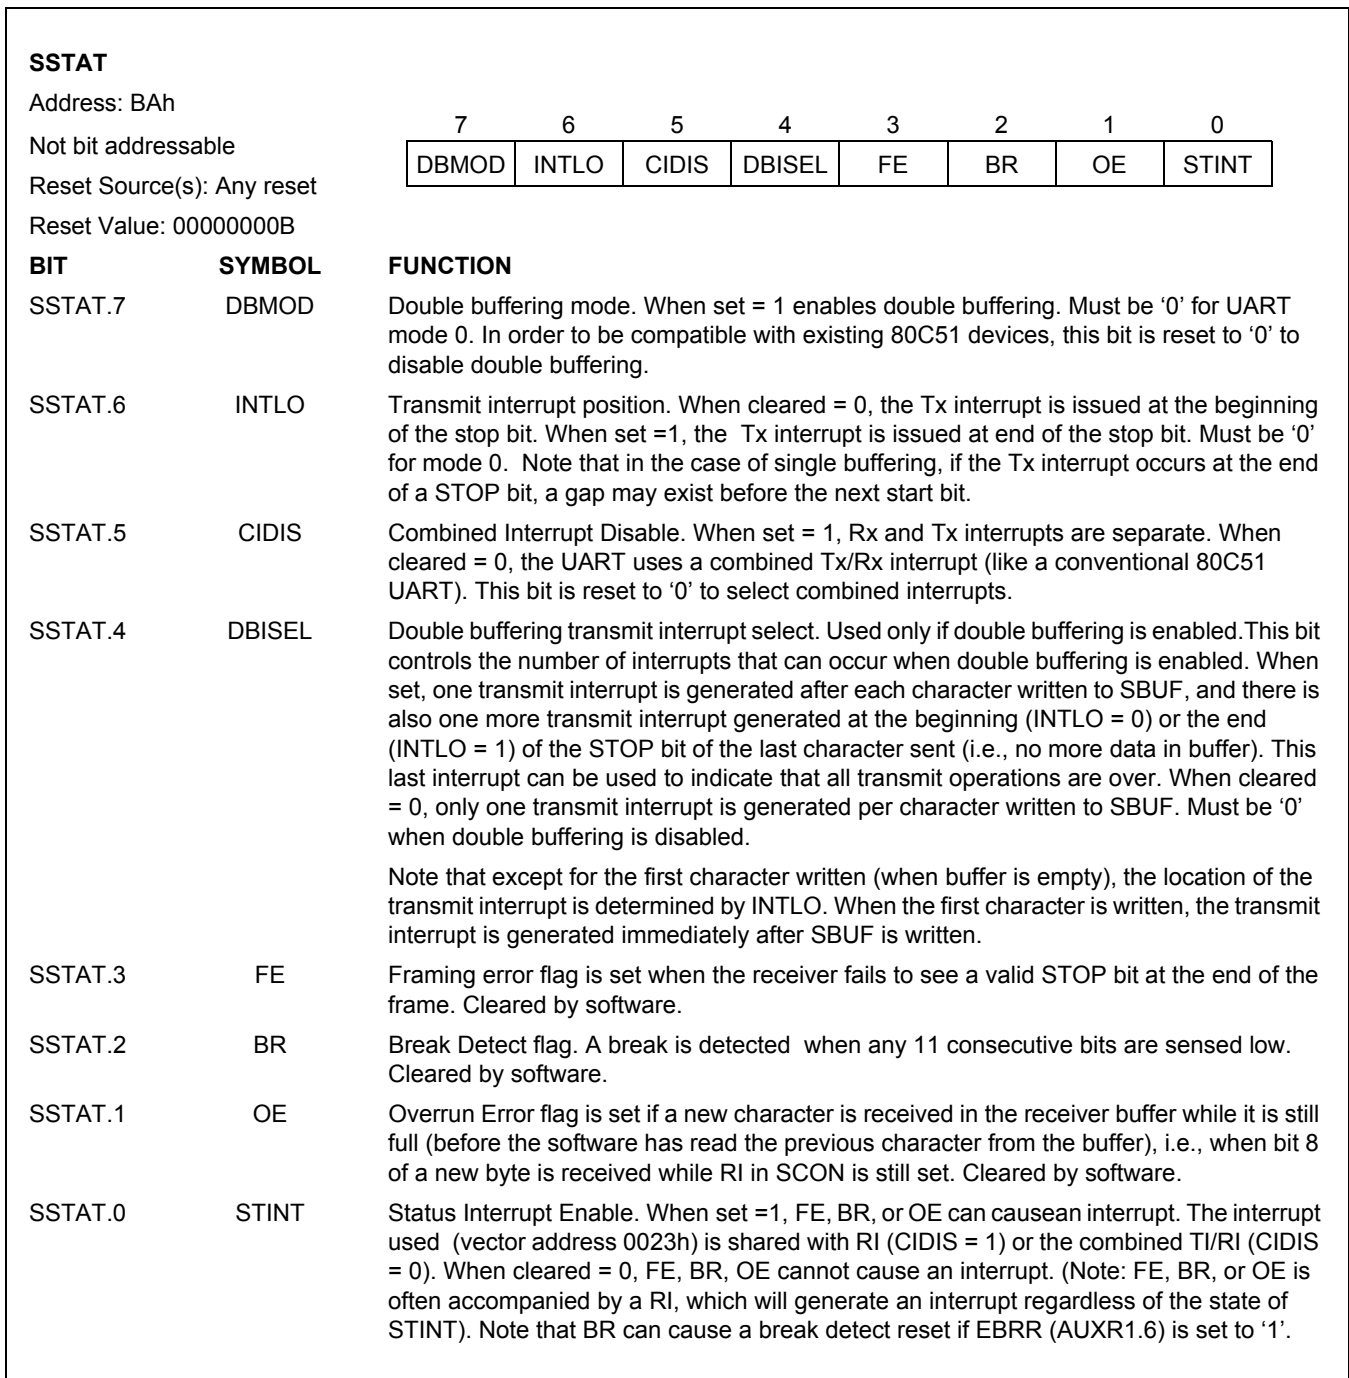 SSTAT
Address: BAh
Not bit addressable
Reset Source(s): Any reset
Reset Value: 00000000B
7 6 5 4 3 2 1 0
DBMOD INTLO CIDIS DBISEL FE BR OE STINT
BIT SYMBOL FUNCTION
SSTAT.7 DBMOD Double buffering mode. When set = 1 enables double buffering. Must be ‘0’ for UART
mode 0. In order to be compatible with existing 80C51 devices, this bit is reset to ‘0’ to
disable double buffering.
SSTAT.6 INTLO Transmit interrupt position. When cleared = 0, the Tx interrupt is issued at the beginning
of the stop bit. When set =1, the Tx interrupt is issued at end of the stop bit. Must be ‘0’
for mode 0. Note that in the case of single buffering, if the Tx interrupt occurs at the end
of a STOP bit, a gap may exist before the next start bit.
SSTAT.5 CIDIS Combined Interrupt Disable. When set = 1, Rx and Tx interrupts are separate. When
cleared = 0, the UART uses a combined Tx/Rx interrupt (like a conventional 80C51
UART). This bit is reset to ‘0’ to select combined interrupts.
SSTAT.4 DBISEL Double buffering transmit interrupt select. Used only if double buffering is enabled.This bit
controls the number of interrupts that can occur when double buffering is enabled. When
set, one transmit interrupt is generated after each character written to SBUF, and there is
also one more transmit interrupt generated at the beginning (INTLO = 0) or the end
(INTLO = 1) of the STOP bit of the last character sent (i.e., no more data in buffer). This
last interrupt can be used to indicate that all transmit operations are over. When cleared
= 0, only one transmit interrupt is generated per character written to SBUF. Must be ‘0’
when double buffering is disabled.
Note that except for the first character written (when buffer is empty), the location of the
transmit interrupt is determined by INTLO. When the first character is written, the transmit
interrupt is generated immediately after SBUF is written.
SSTAT.3 FE Framing error flag is set when the receiver fails to see a valid STOP bit at the end of the
frame. Cleared by software.
SSTAT.2 BR Break Detect flag. A break is detected when any 11 consecutive bits are sensed low.
Cleared by software.
SSTAT.1 OE Overrun Error flag is set if a new character is received in the receiver buffer while it is still
full (before the software has read the previous character from the buffer), i.e., when bit 8
of a new byte is received while RI in SCON is still set. Cleared by software.
SSTAT.0 STINT Status Interrupt Enable. When set =1, FE, BR, or OE can causean interrupt. The interrupt
used (vector address 0023h) is shared with RI (CIDIS = 1) or the combined TI/RI (CIDIS
= 0). When cleared = 0, FE, BR, OE cannot cause an interrupt. (Note: FE, BR, or OE is
often accompanied by a RI, which will generate an interrupt regardless of the state of
STINT). Note that BR can cause a break detect reset if EBRR (AUXR1.6) is set to ‘1’.